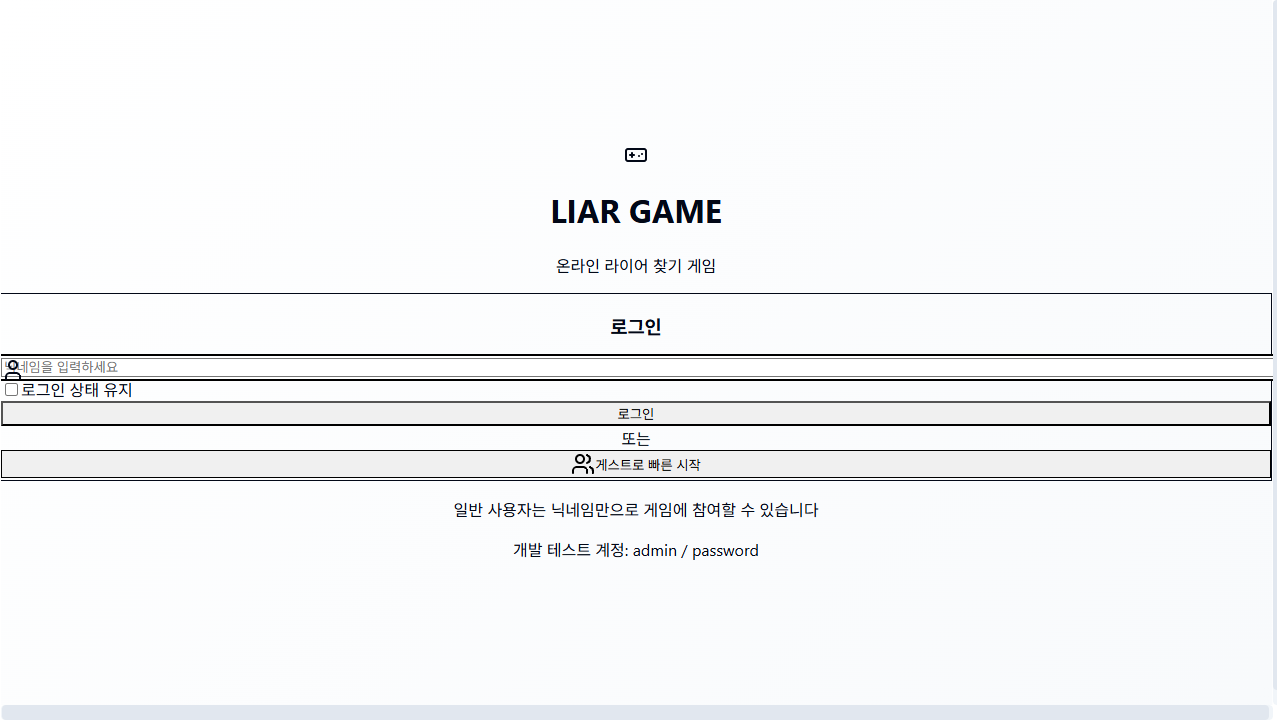 LIAR GAME
온라인 라이어 찾기 게임
로그인
닉네임을 입력하세요
로그인 상태 유지
로그인
또는
게스트로 빠른 시작
일반 사용자는 닉네임만으로 게임에 참여할 수 있습니다
개발 테스트 계정: admin / password